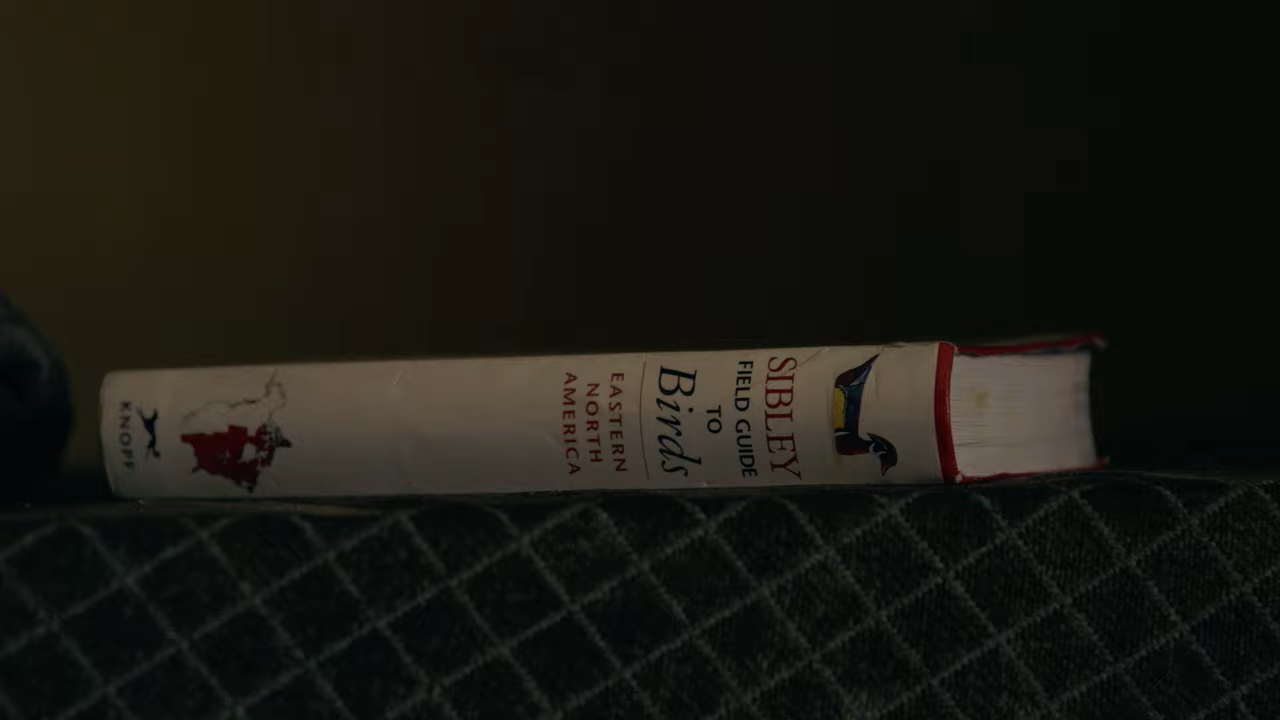 SIBLEY
FIELD GUIDE
TO
Birds
EASTERN
NORTH
AMERICA
KNOPF